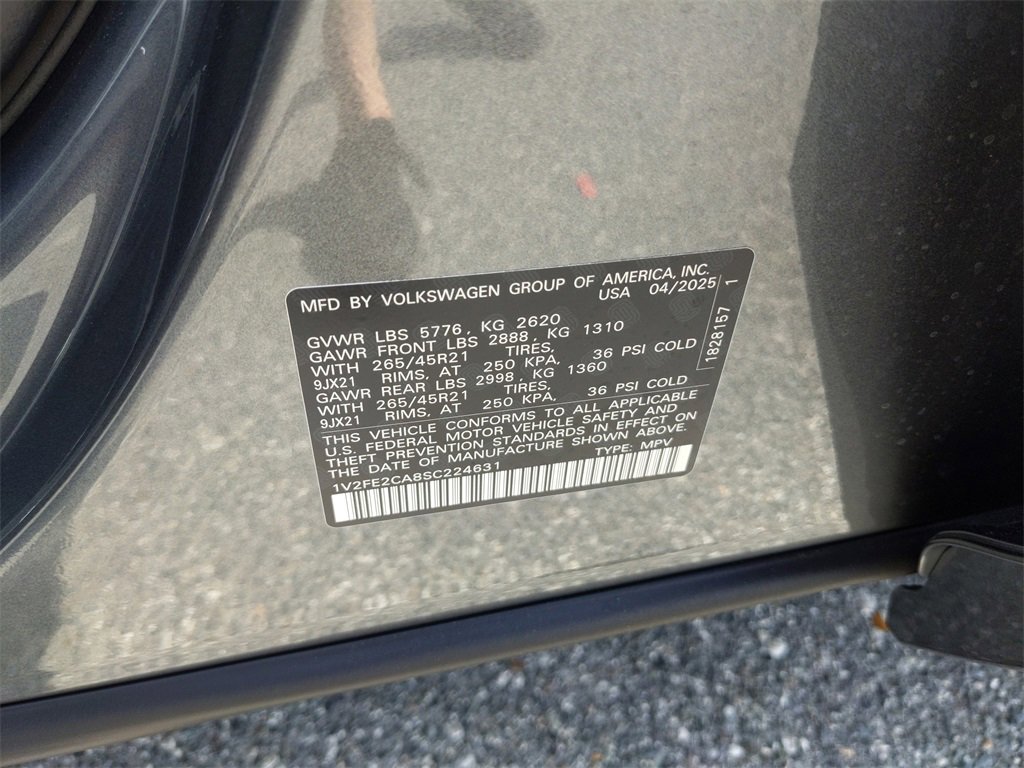 MFD BY VOLKSWAGEN GROUP OF AMERICA, INC.
USA 04/2025
GVWR LBS 5776, KG 2620
GAWR FRONT LBS 2888, KG 1310
WITH 265/45R21 TIRES,
9JX21 RIMS, AT 250 KPA, 36 PSI COLD
GAWR REAR LBS 2998, KG 1360
WITH 265/45R21 TIRES,
9JX21 RIMS, AT 250 KPA, 36 PSI COLD
THIS VEHICLE CONFORMS TO ALL APPLICABLE
U.S. FEDERAL MOTOR VEHICLE SAFETY AND
THEFT PREVENTION STANDARDS IN EFFECT ON
THE DATE OF MANUFACTURE SHOWN ABOVE.
1V2FE2CA8SC224631 TYPE: MPV
1828157 1